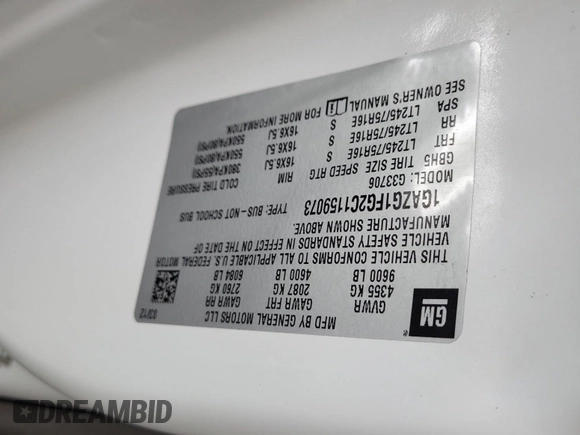 GM
MFD BY GENERAL MOTORS LLC
03/12
GVWR GAWR FRT GAWR RR
4355 KG 2087 KG 2760 KG
9600 LB 4600 LB 6084 LB
THIS VEHICLE CONFORMS TO ALL APPLICABLE U.S. FEDERAL MOTOR
VEHICLE SAFETY STANDARDS IN EFFECT ON THE DATE OF
MANUFACTURE SHOWN ABOVE.
1GAZG1FG2C1159073 TYPE: BUS-NOT SCHOOL BUS
MODEL: G33706
GBH5 TIRE SIZE SPEED RTG RIM COLD TIRE PRESSURE
FRT LT245/75R16E S 16X6.5J 380KPA(55PSI)
RR LT245/75R16E S 16X6.5J 550KPA(80PSI)
SPA LT245/75R16E S 16X6.5J 550KPA(80PSI)
SEE OWNER'S MANUAL FOR MORE INFORMATION.
DREAMBID